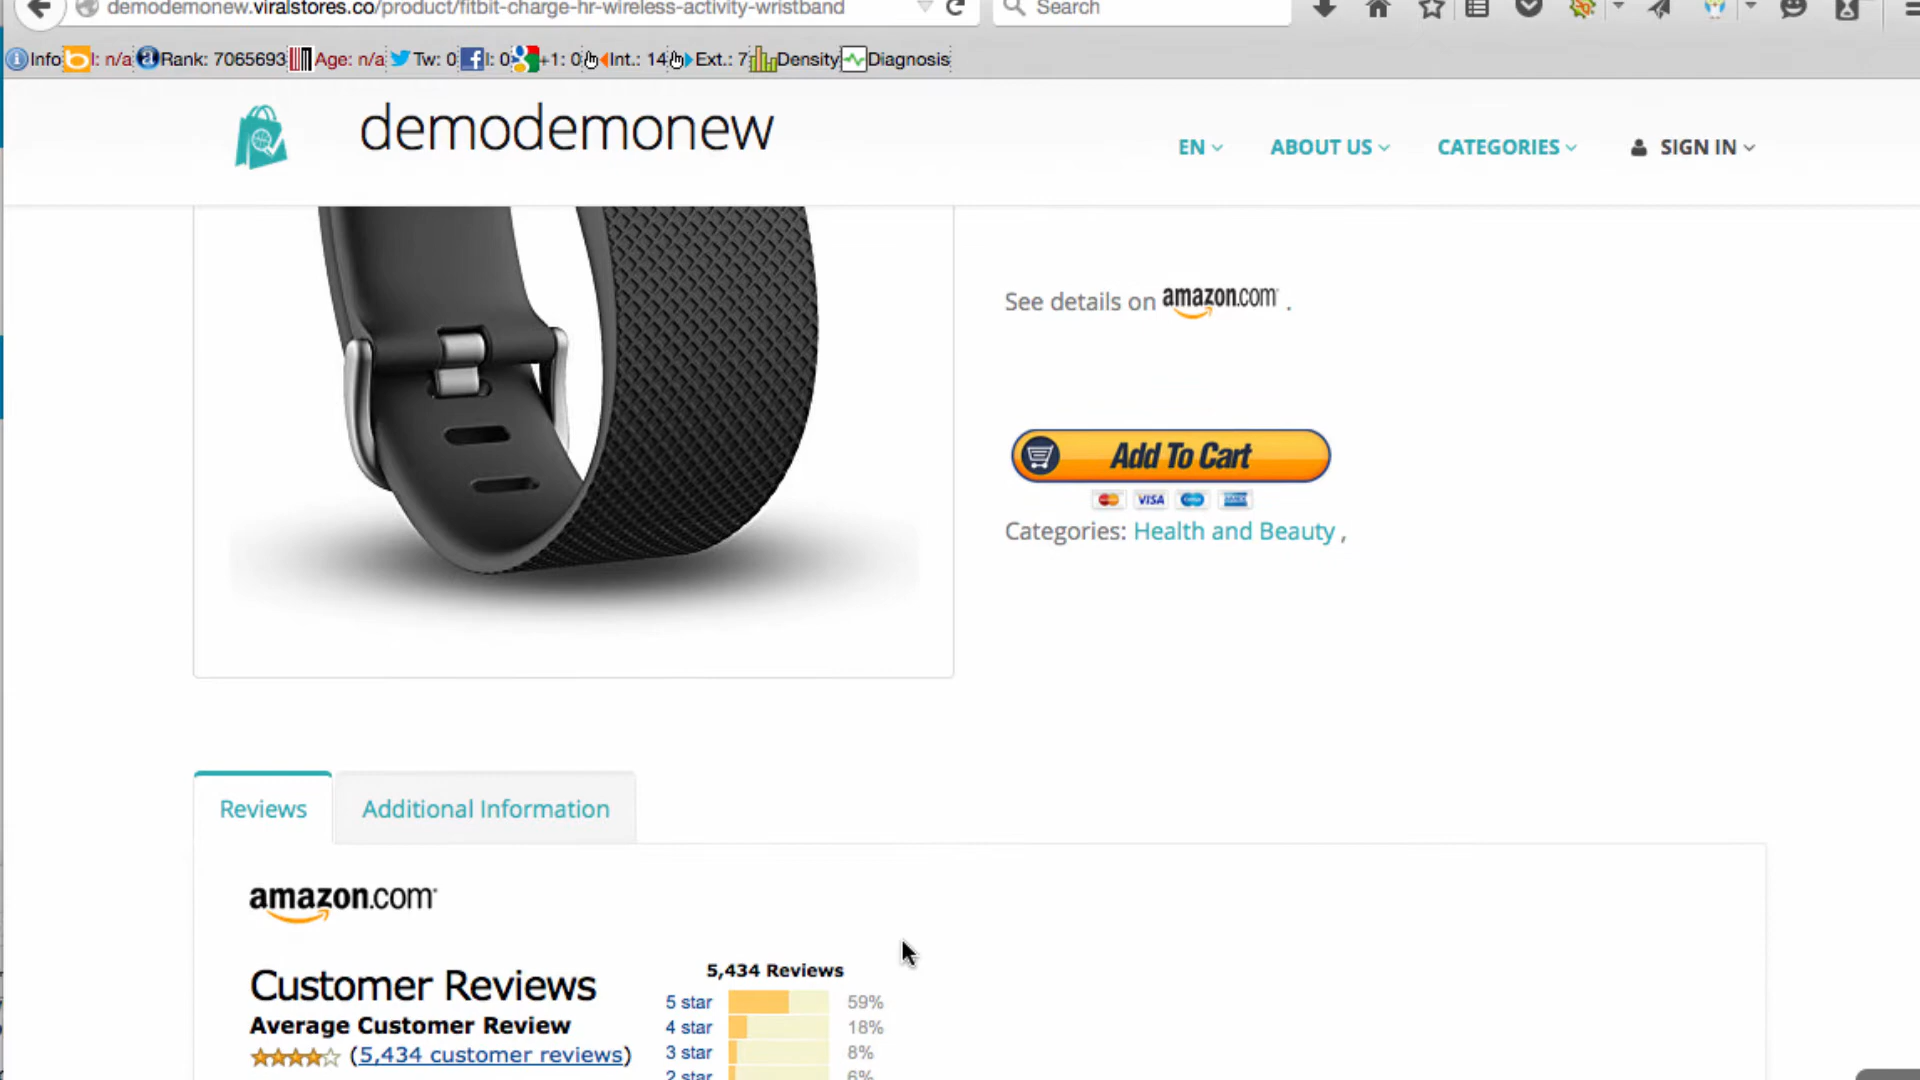 demodemonew.viralstores.co/product/fitbit-charge-hr-wireless-activity-wristband
Search
Info I: n/a Rank: 7065693 Age: n/a Tw: 0 l: 0 +1: 0 Int.: 14 Ext.: 7 Density Diagnosis
demodemonew
EN ABOUT US CATEGORIES SIGN IN
See details on amazon.com .
Add To Cart
VISA
Categories: Health and Beauty ,
Reviews Additional Information
amazon.com
Customer Reviews
Average Customer Review
(5,434 customer reviews)
5,434 Reviews
5 star 59%
4 star 18%
3 star 8%
2 star 6%